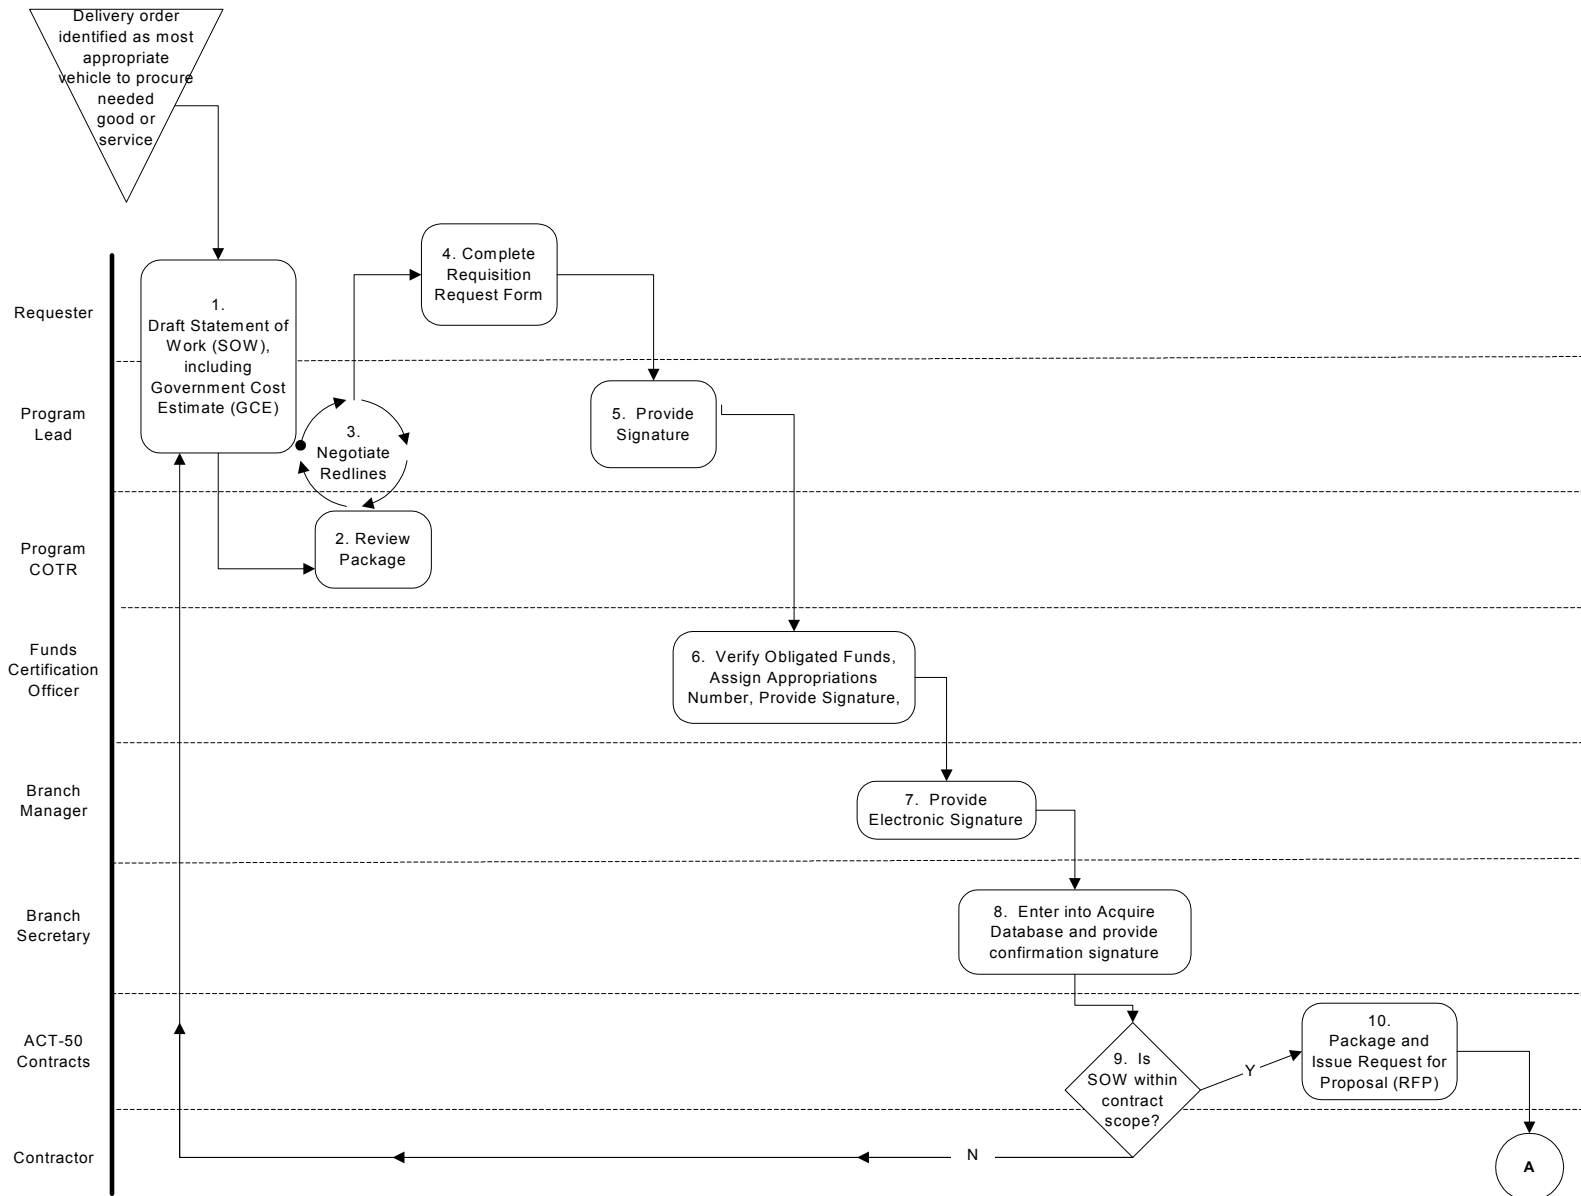 Delivery order
identified as most
appropriate
vehicle to procure
needed
good or
service
Requester
1.
Draft Statement of
Work (SOW),
including
Government Cost
Estimate (GCE)
4. Complete
Requisition
Request Form
Program
Lead
3.
Negotiate
Redlines
5. Provide
Signature
Program
COTR
2. Review
Package
Funds
Certification
Officer
6. Verify Obligated Funds,
Assign Appropriations
Number, Provide Signature,
Branch
Manager
7. Provide
Electronic Signature
Branch
Secretary
8. Enter into Acquire
Database and provide
confirmation signature
ACT-50
Contracts
9. Is
SOW within
contract
scope?
Y
10.
Package and
Issue Request for
Proposal (RFP)
Contractor
N
A